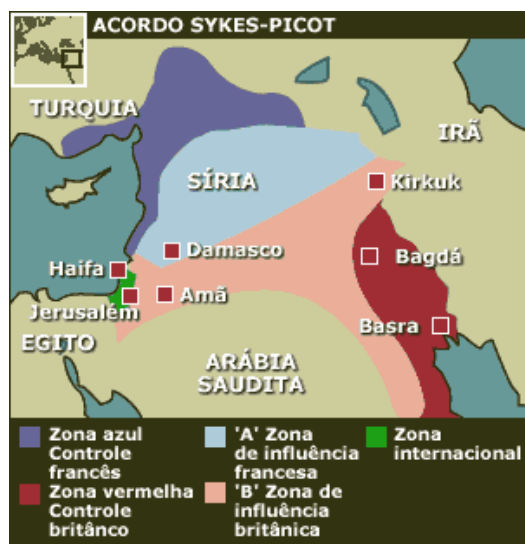 ACORDO SYKES-PICOT
TURQUIA
IRÃ
SÍRIA
Kirkuk
Damasco
Bagdá
Haifa
Amã
Jerusalém
Basra
EGITO
ARÁBIA
SAUDITA
Zona azul
Controle
francês
'A' Zona
de influência
francesa
Zona
internacional
Zona vermelha
Controle
britânco
'B' Zona de
influência
britânica